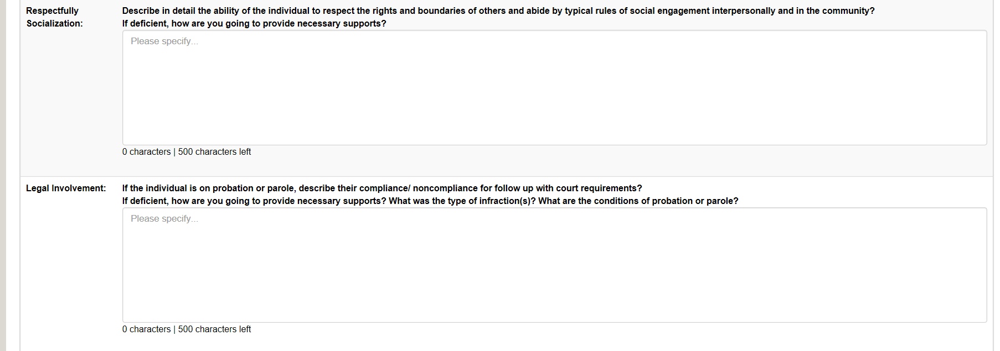 Respectfully Socialization:
Describe in detail the ability of the individual to respect the rights and boundaries of others and abide by typical rules of social engagement interpersonally and in the community?
If deficient, how are you going to provide necessary supports?
Please specify...
0 characters | 500 characters left
Legal Involvement:
If the individual is on probation or parole, describe their compliance/ noncompliance for follow up with court requirements?
If deficient, how are you going to provide necessary supports? What was the type of infraction(s)? What are the conditions of probation or parole?
Please specify...
0 characters | 500 characters left